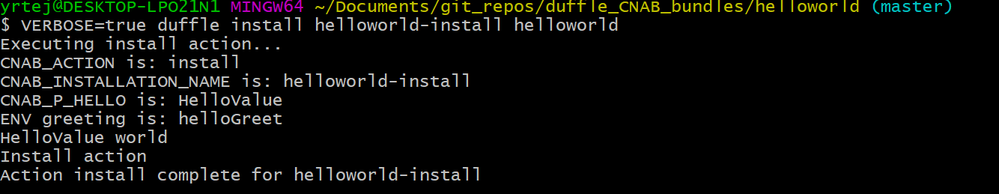 yrtej@DESKTOP-LPO21N1 MINGW64 ~/Documents/git_repos/duffle_CNAB_bundles/helloworld (master)
$ VERBOSE=true duffle install helloworld-install helloworld
Executing install action...
CNAB_ACTION is: install
CNAB_INSTALLATION_NAME is: helloworld-install
CNAB_P_HELLO is: HelloValue
ENV greeting is: helloGreet
HelloValue world
Install action
Action install complete for helloworld-install